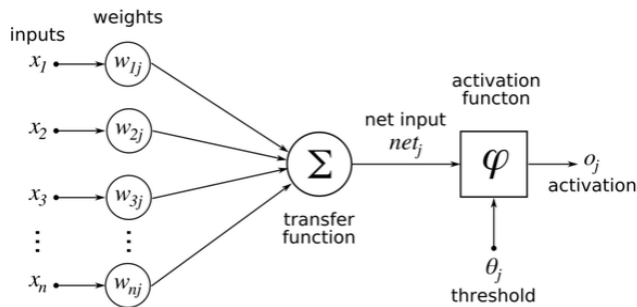 weights
inputs
x₁
w₁ⱼ
x₂
w₂ⱼ
x₃
w₃ⱼ
⋮
⋮
xₙ
wₙⱼ
Σ
transfer
function
net input
netⱼ
activation
functon
φ
oⱼ
activation
θⱼ
threshold